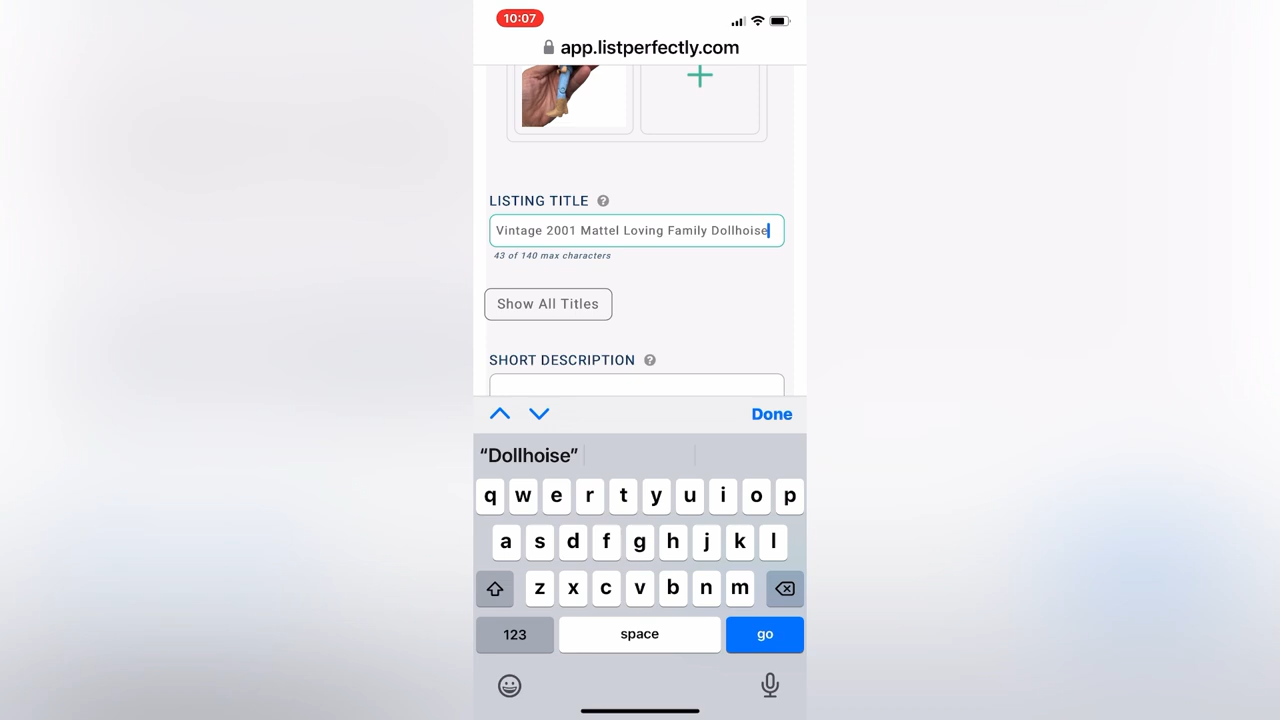 10:07
app.listperfectly.com
LISTING TITLE ?
Vintage 2001 Mattel Loving Family Dollhoise
43 of 140 max characters
Show All Titles
SHORT DESCRIPTION ?
Done
“Dollhoise”
q w e r t y u i o p
a s d f g h j k l
z x c v b n m
123 space go